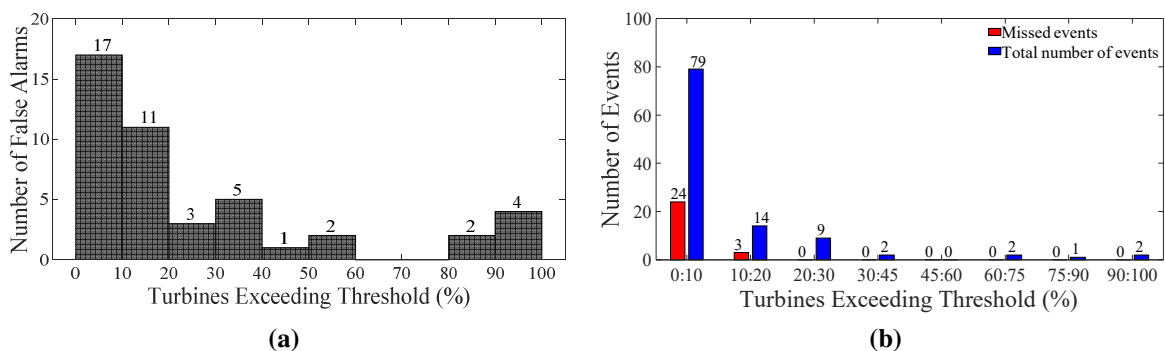 20
15
10
5
0
Number of False Alarms
17
11
3
5
1
2
2
4
0 10 20 30 40 50 60 70 80 90 100
Turbines Exceeding Threshold (%)
(a)
100
80
60
40
20
0
Number of Events
Missed events
Total number of events
24 79
3 14
0 9
0 2
0 0
0 2
0 1
0 2
0:10 10:20 20:30 30:45 45:60 60:75 75:90 90:100
Turbines Exceeding Threshold (%)
(b)